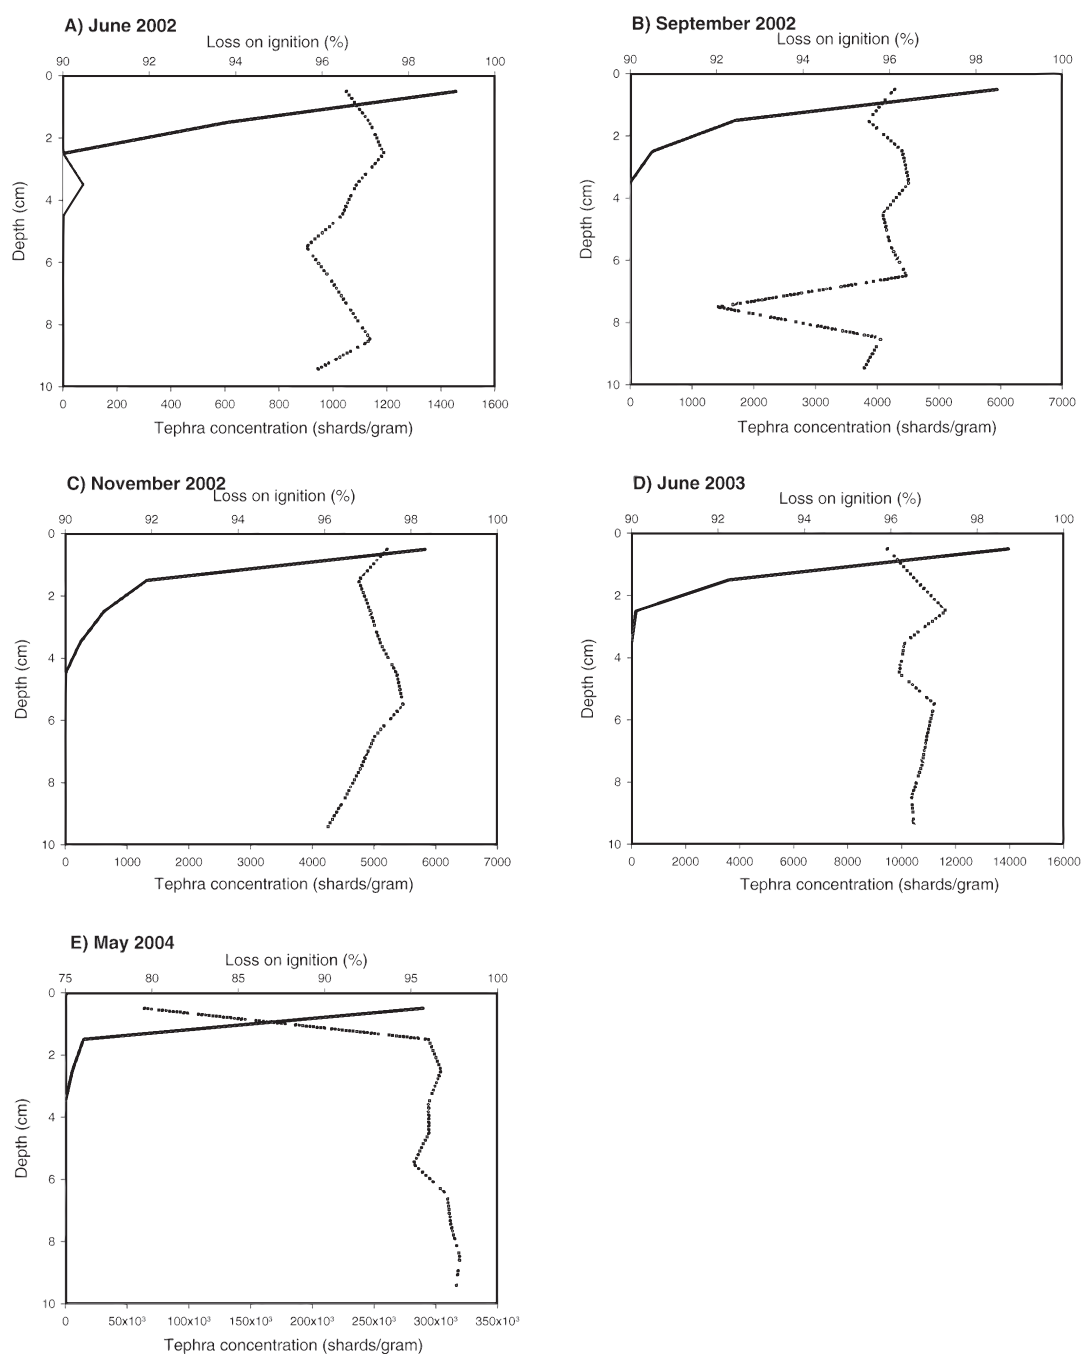 A) June 2002
Loss on ignition (%)
90 92 94 96 98 100
0
2
4
6
8
10
Depth (cm)
0 200 400 600 800 1000 1200 1400 1600
Tephra concentration (shards/gram)
B) September 2002
Loss on ignition (%)
90 92 94 96 98 100
0
2
4
6
8
10
Depth (cm)
0 1000 2000 3000 4000 5000 6000 7000
Tephra concentration (shards/gram)
C) November 2002
Loss on ignition (%)
90 92 94 96 98 100
0
2
4
6
8
10
Depth (cm)
0 1000 2000 3000 4000 5000 6000 7000
Tephra concentration (shards/gram)
D) June 2003
Loss on ignition (%)
90 92 94 96 98 100
0
2
4
6
8
10
Depth (cm)
0 2000 4000 6000 8000 10000 12000 14000 16000
Tephra concentration (shards/gram)
E) May 2004
Loss on ignition (%)
75 80 85 90 95 100
0
2
4
6
8
10
Depth (cm)
0 50x10³ 100x10³ 150x10³ 200x10³ 250x10³ 300x10³ 350x10³
Tephra concentration (shards/gram)